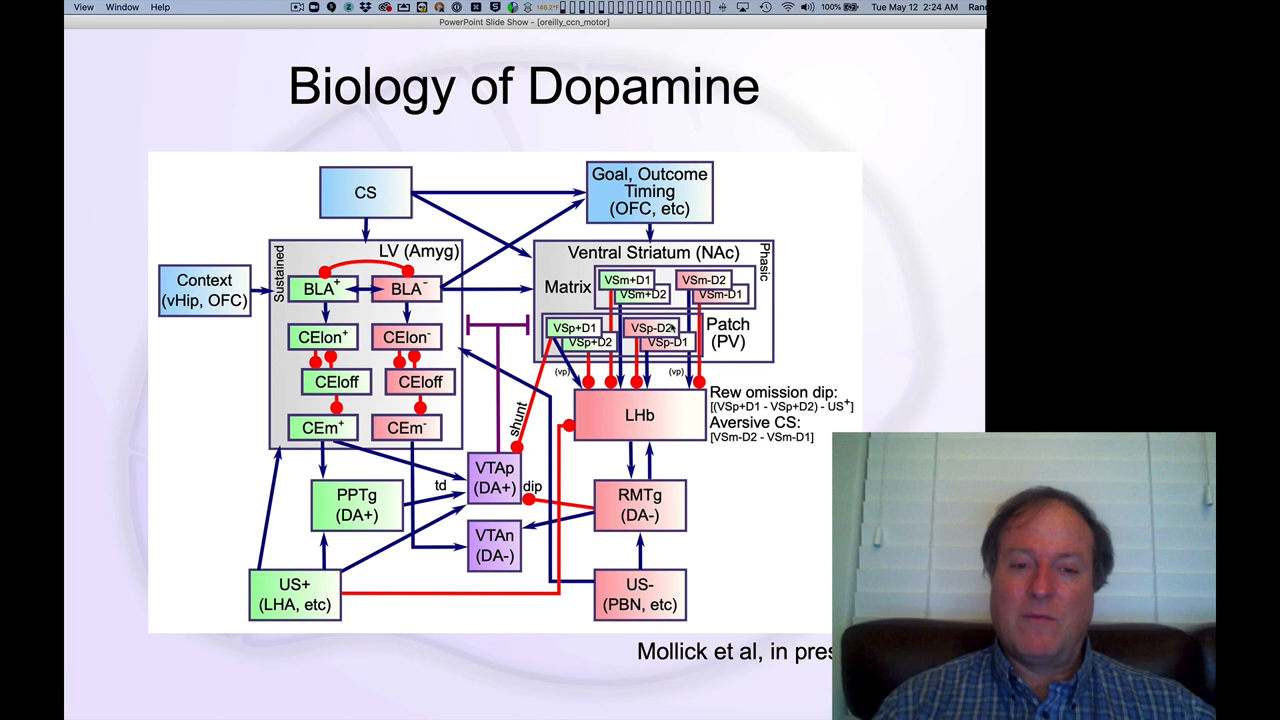 View Window Help
146.2°F
100%
Tue May 12 2:24 AM
PowerPoint Slide Show - [oreilly_ccn_motor]
Biology of Dopamine
CS
Goal, Outcome
Timing
(OFC, etc)
Sustained
LV (Amyg)
Ventral Striatum (NAc)
Phasic
Context
(vHip, OFC)
BLA+
BLA-
Matrix
VSm+D1
VSm+D2
VSm-D2
VSm-D1
CElon+
CElon-
VSp+D1
VSp+D2
VSp-D2
VSp-D1
Patch
(PV)
CEloff
CEloff
(vp)
(vp)
CEm+
CEm-
shunt
LHb
Rew omission dip:
[(VSp+D1 - VSp+D2) - US+]
Aversive CS:
[VSm-D2 - VSm-D1]
PPTg
(DA+)
td
VTAp
(DA+)
dip
RMTg
(DA-)
VTAn
(DA-)
US+
(LHA, etc)
US-
(PBN, etc)
Mollick et al, in pres